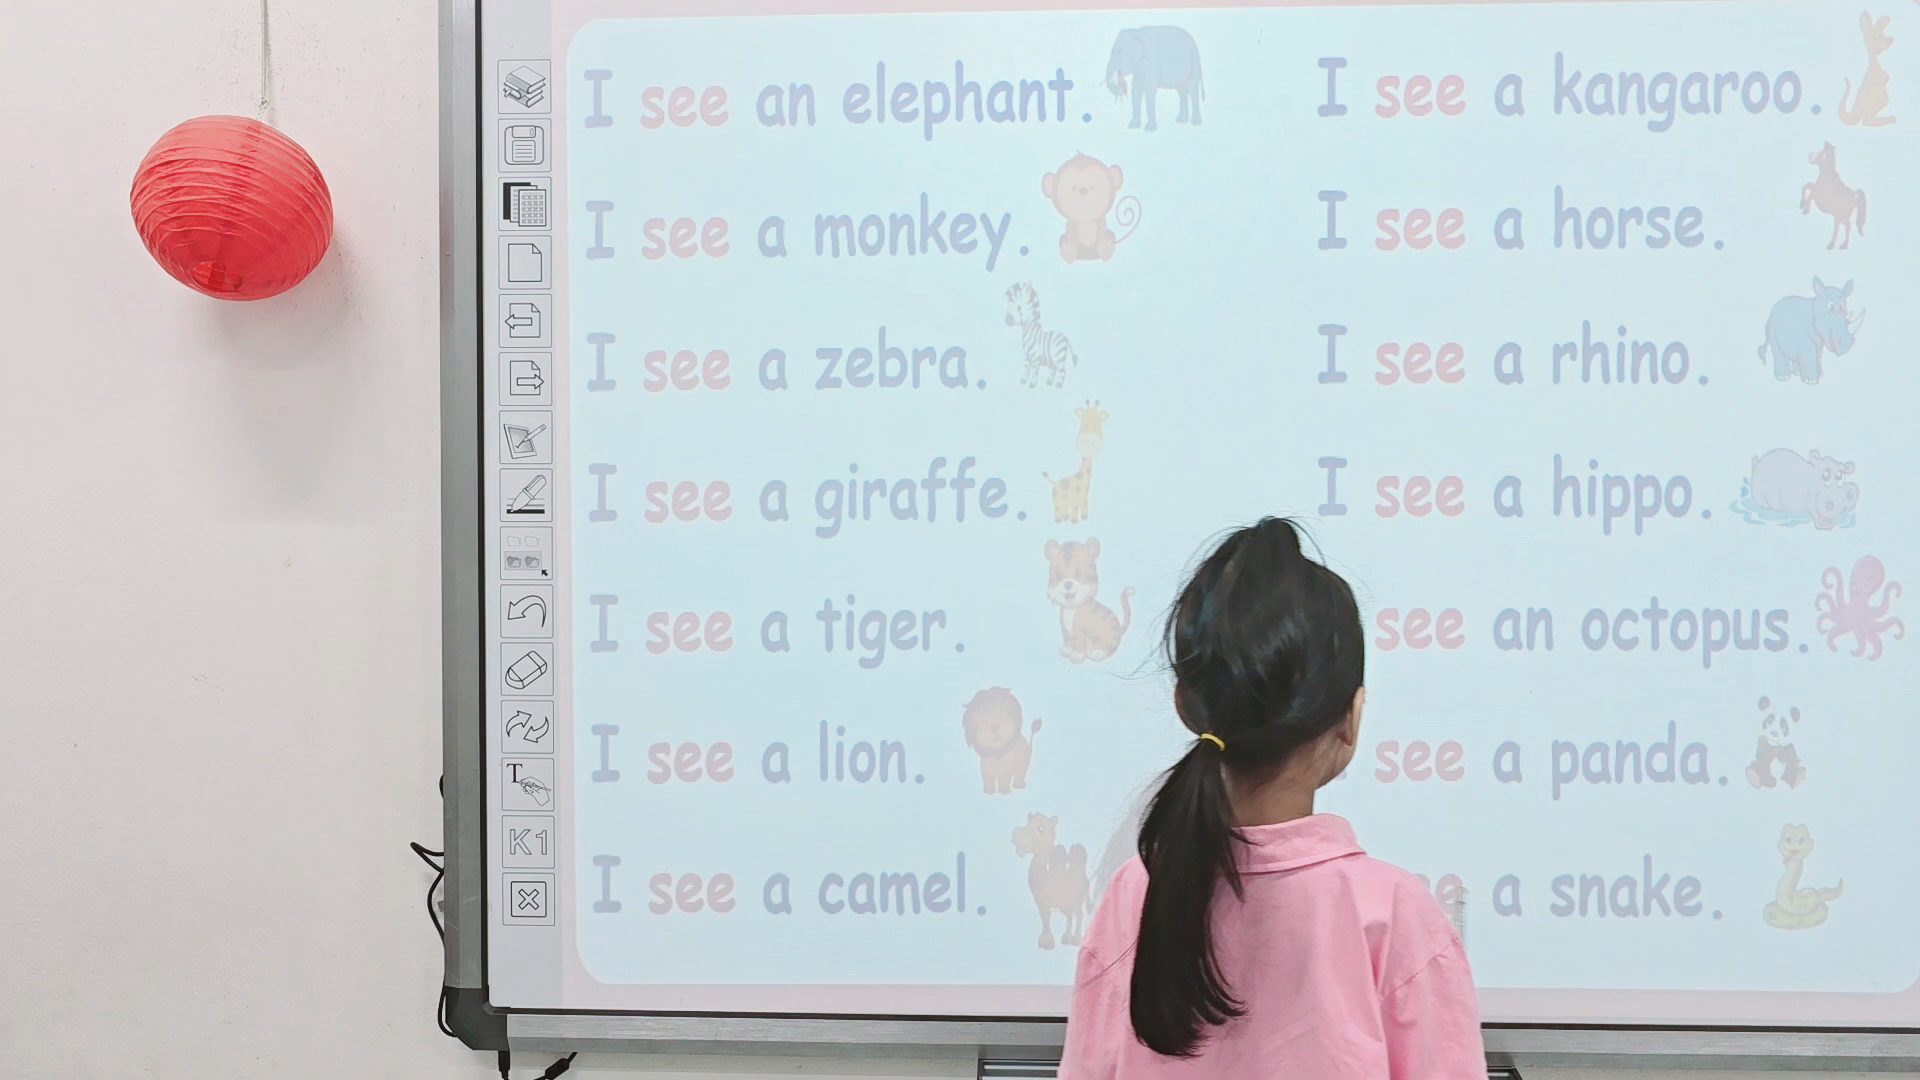 I see an elephant.
I see a monkey.
I see a zebra.
I see a giraffe.
I see a tiger.
I see a lion.
I see a camel.
I see a kangaroo.
I see a horse.
I see a rhino.
I see a hippo.
see an octopus.
see a panda.
a snake.
T
K1